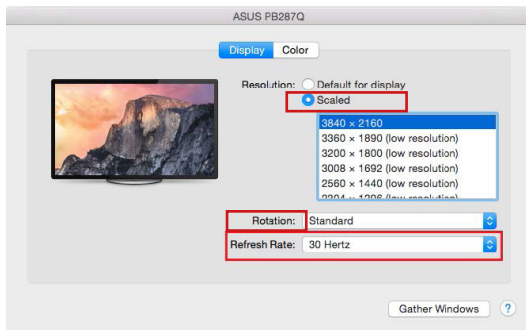 ASUS PB287Q
Display Color
Resolution: Default for display
Scaled
3840 × 2160
3360 × 1890 (low resolution)
3200 × 1800 (low resolution)
3008 × 1692 (low resolution)
2560 × 1440 (low resolution)
Rotation: Standard
Refresh Rate: 30 Hertz
Gather Windows ?